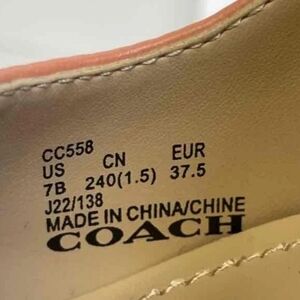 CC558
US CN EUR
7B 240(1.5) 37.5
J22/138
MADE IN CHINA/CHINE
COACH